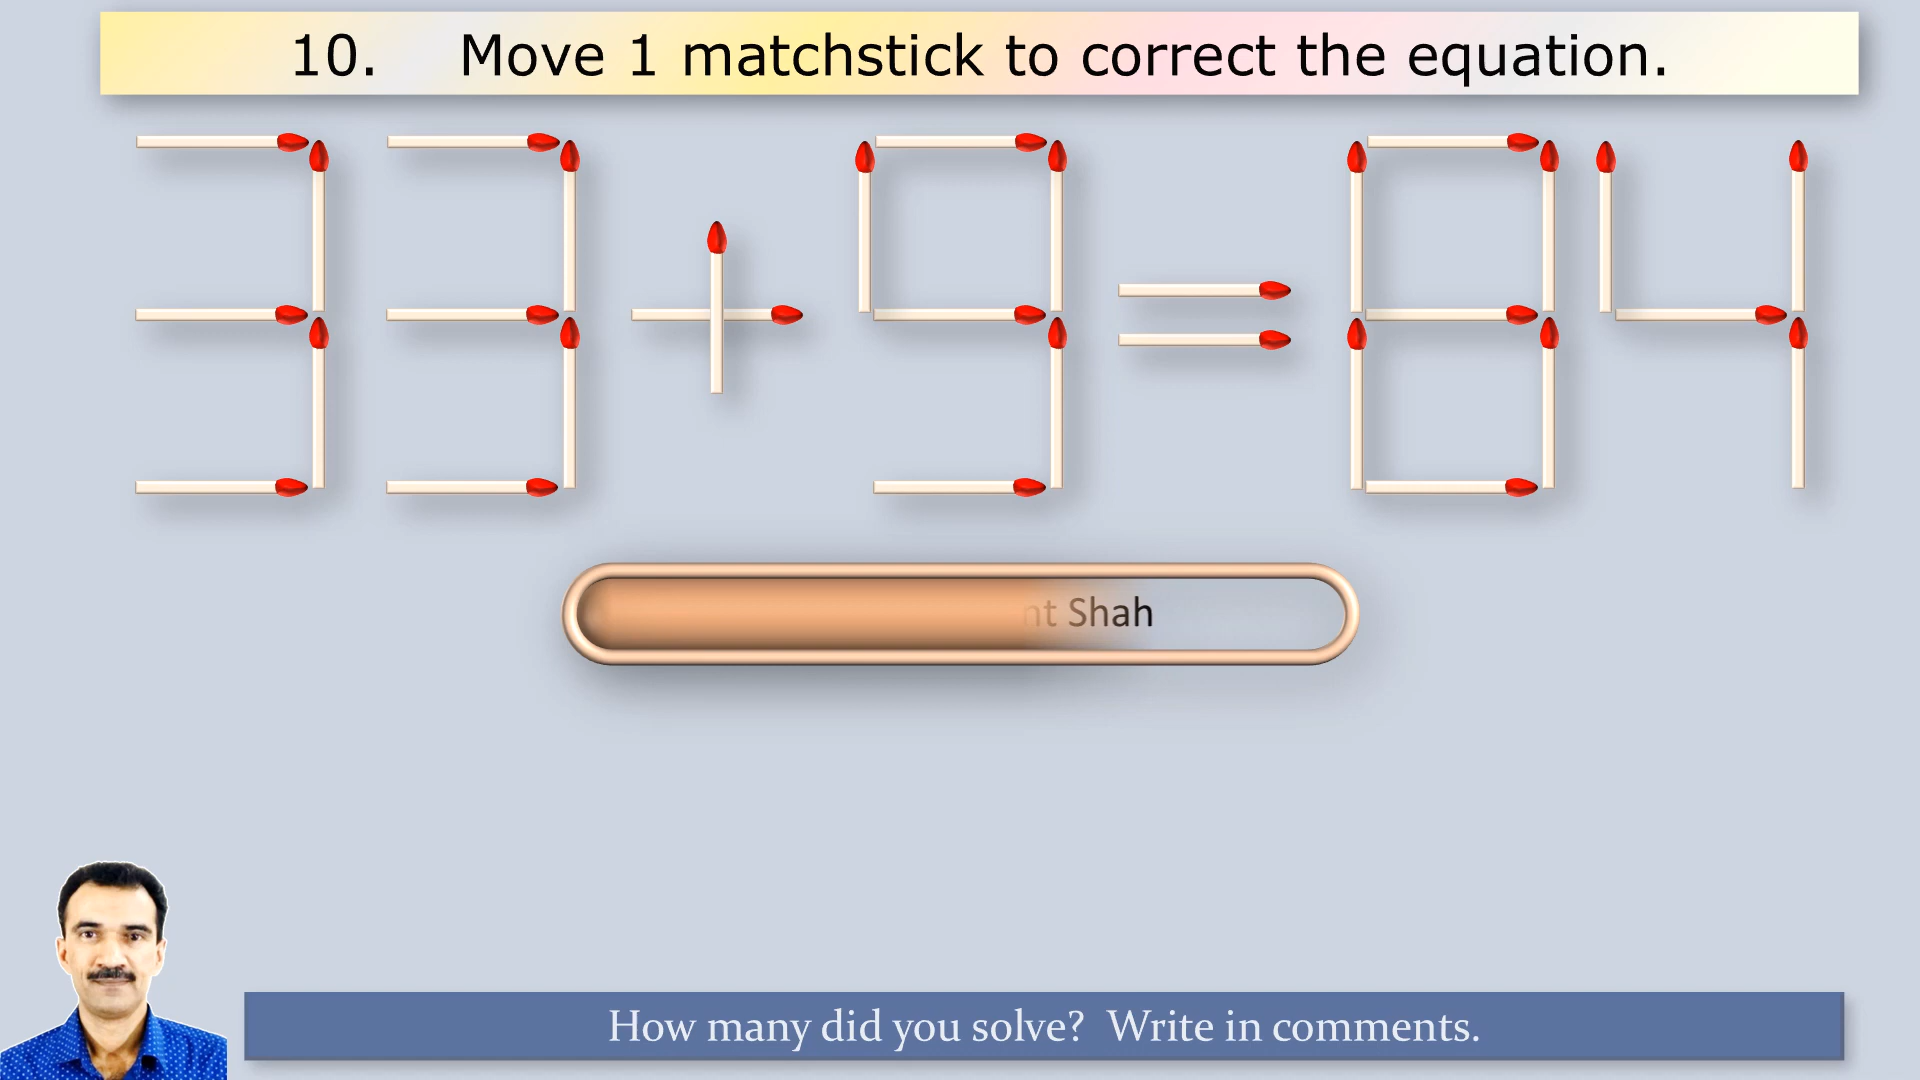 10. Move 1 matchstick to correct the equation.
33+9=84
Shah
How many did you solve? Write in comments.